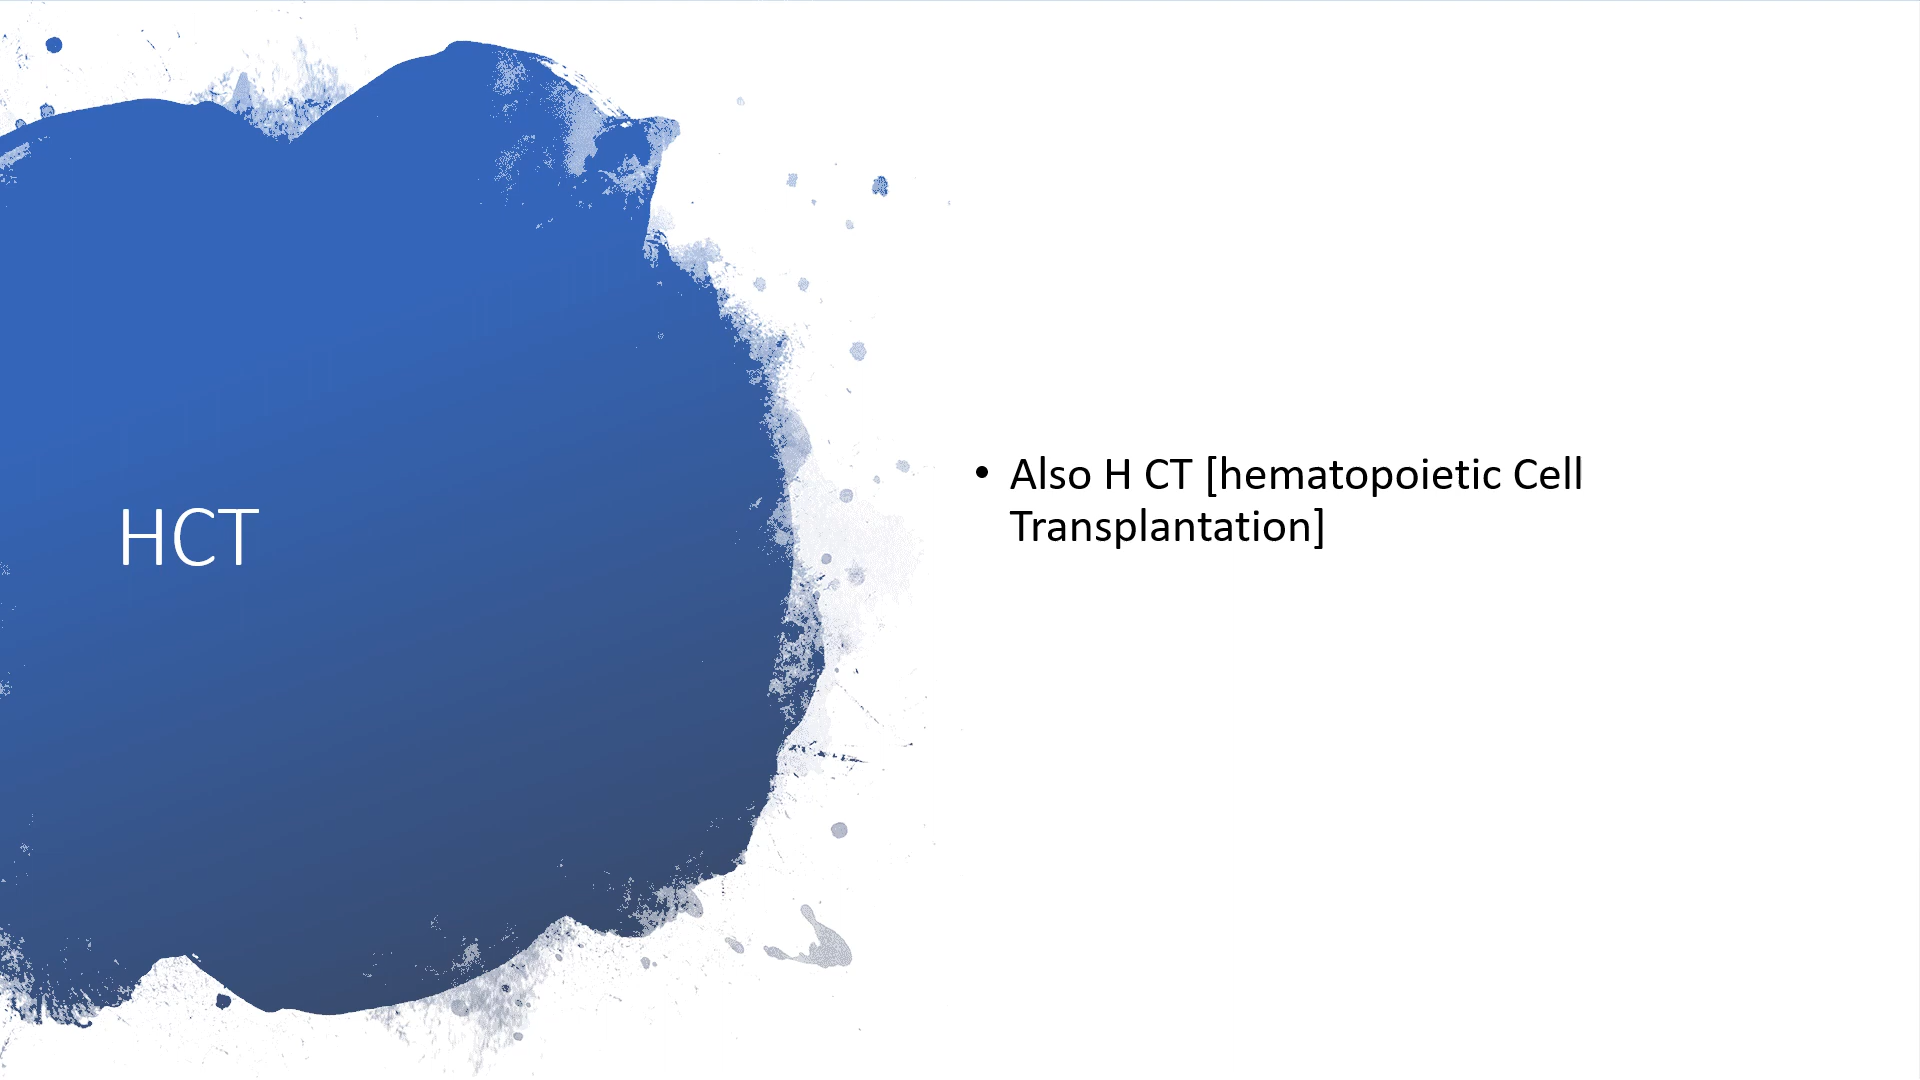 HCT
• Also H CT [hematopoietic Cell
Transplantation]